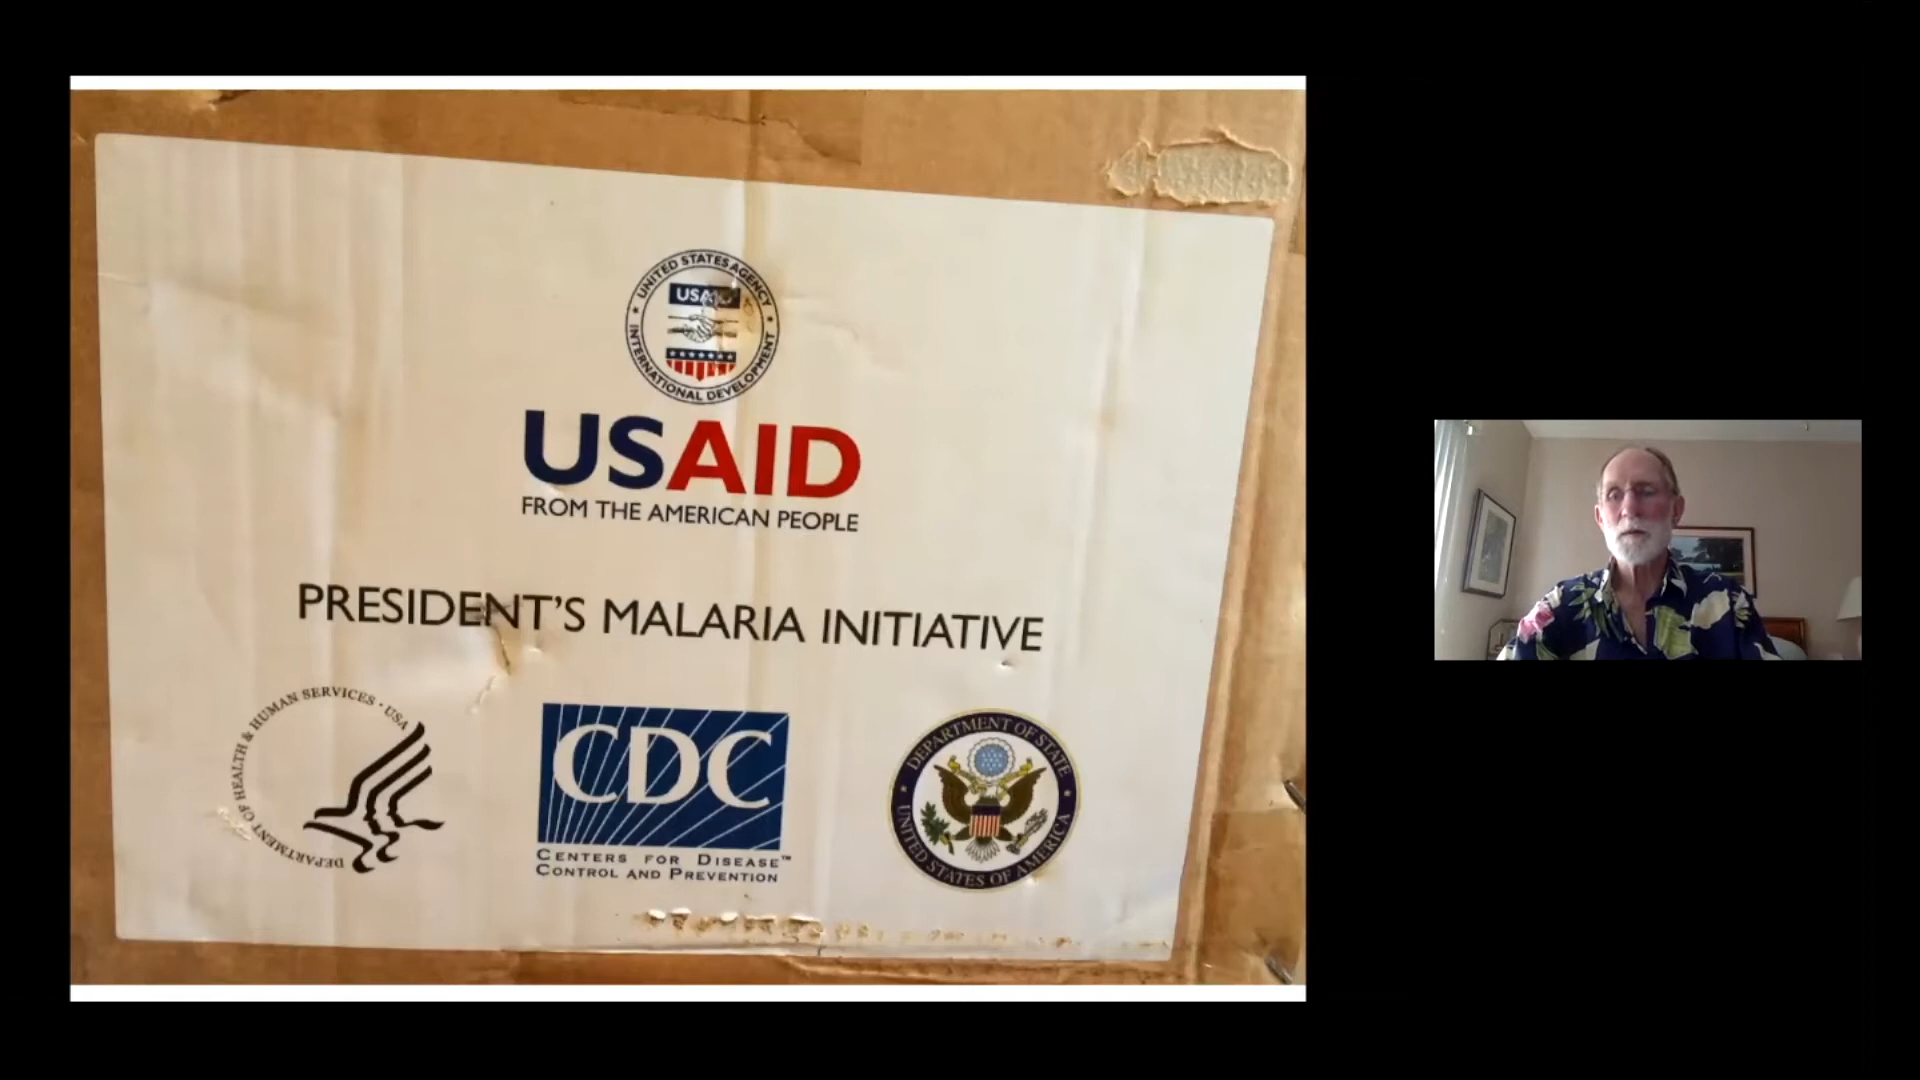 UNITED STATES AGENCY
USAID
INTERNATIONAL DEVELOPMENT
USAID
FROM THE AMERICAN PEOPLE
PRESIDENT'S MALARIA INITIATIVE
DEPARTMENT OF HEALTH & HUMAN SERVICES · USA
CDC
CENTERS FOR DISEASE™
CONTROL AND PREVENTION
DEPARTMENT OF STATE
UNITED STATES OF AMERICA